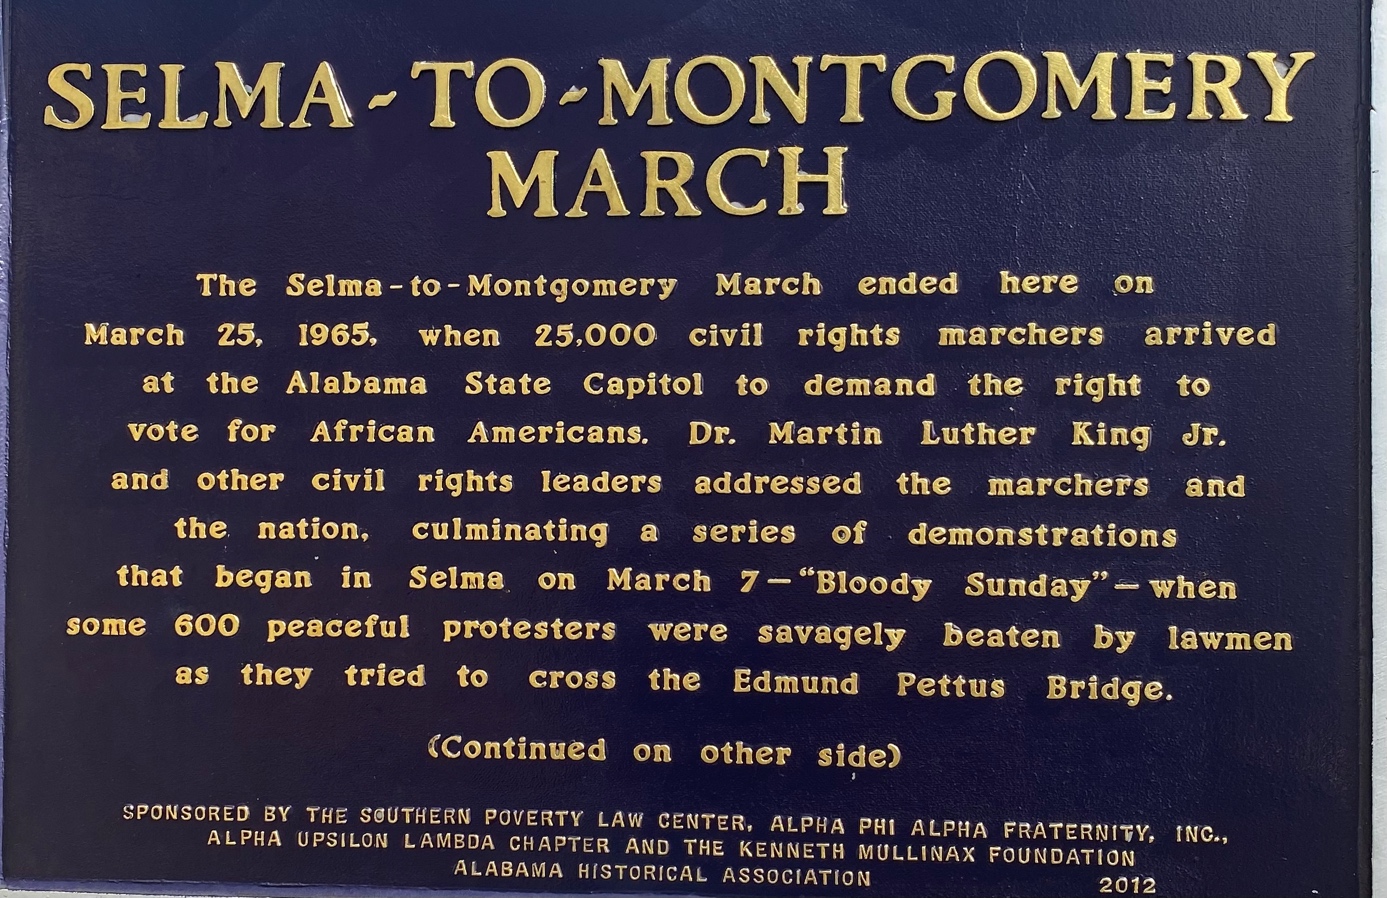 SELMA-TO-MONTGOMERY
MARCH
The Selma-to-Montgomery March ended here on
March 25, 1965, when 25,000 civil rights marchers arrived
at the Alabama State Capitol to demand the right to
vote for African Americans. Dr. Martin Luther King Jr.
and other civil rights leaders addressed the marchers and
the nation, culminating a series of demonstrations
that began in Selma on March 7—“Bloody Sunday”—when
some 600 peaceful protesters were savagely beaten by lawmen
as they tried to cross the Edmund Pettus Bridge.
(Continued on other side)
SPONSORED BY THE SOUTHERN POVERTY LAW CENTER, ALPHA PHI ALPHA FRATERNITY, INC.,
ALPHA UPSILON LAMBDA CHAPTER AND THE KENNETH MULLINAX FOUNDATION
ALABAMA HISTORICAL ASSOCIATION 2012